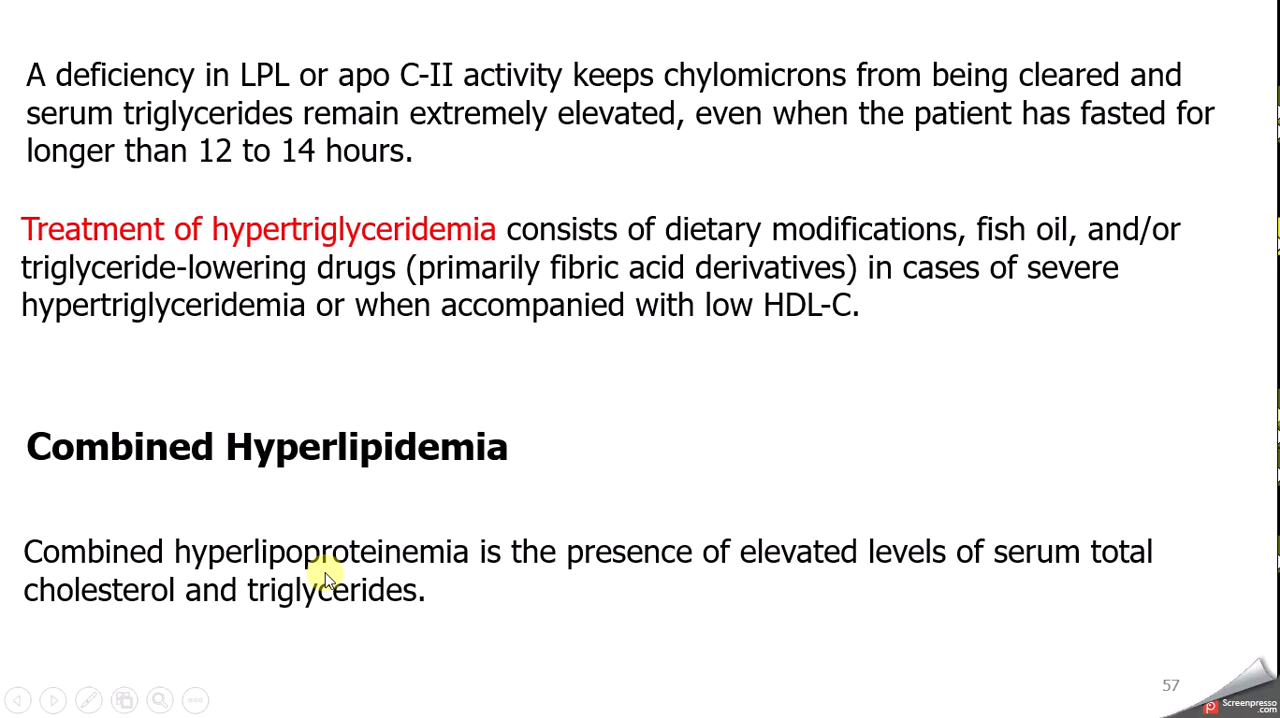 A deficiency in LPL or apo C-II activity keeps chylomicrons from being cleared and
serum triglycerides remain extremely elevated, even when the patient has fasted for
longer than 12 to 14 hours.
Treatment of hypertriglyceridemia consists of dietary modifications, fish oil, and/or
triglyceride-lowering drugs (primarily fibric acid derivatives) in cases of severe
hypertriglyceridemia or when accompanied with low HDL-C.
Combined Hyperlipidemia
Combined hyperlipoproteinemia is the presence of elevated levels of serum total
cholesterol and triglycerides.
57
Screenpresso
.com